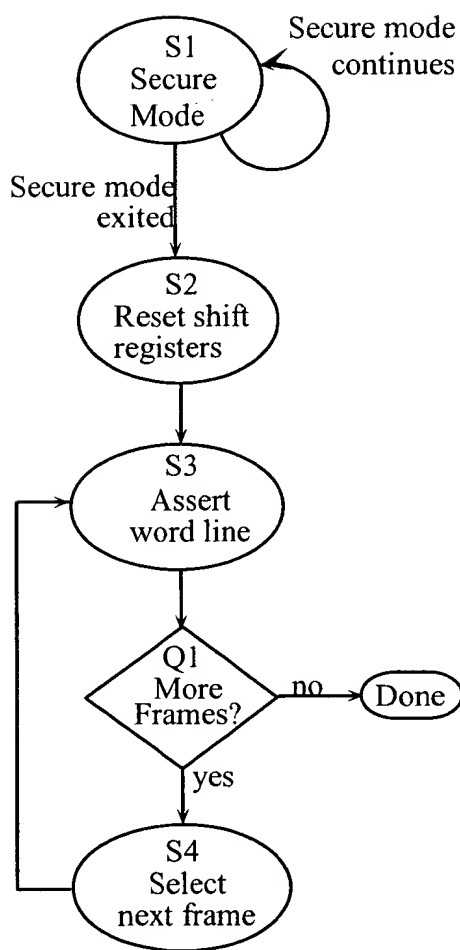 S1
Secure
Mode
Secure mode
continues
Secure mode
exited
S2
Reset shift
registers
S3
Assert
word line
Q1
More
Frames?
no
Done
yes
S4
Select
next frame